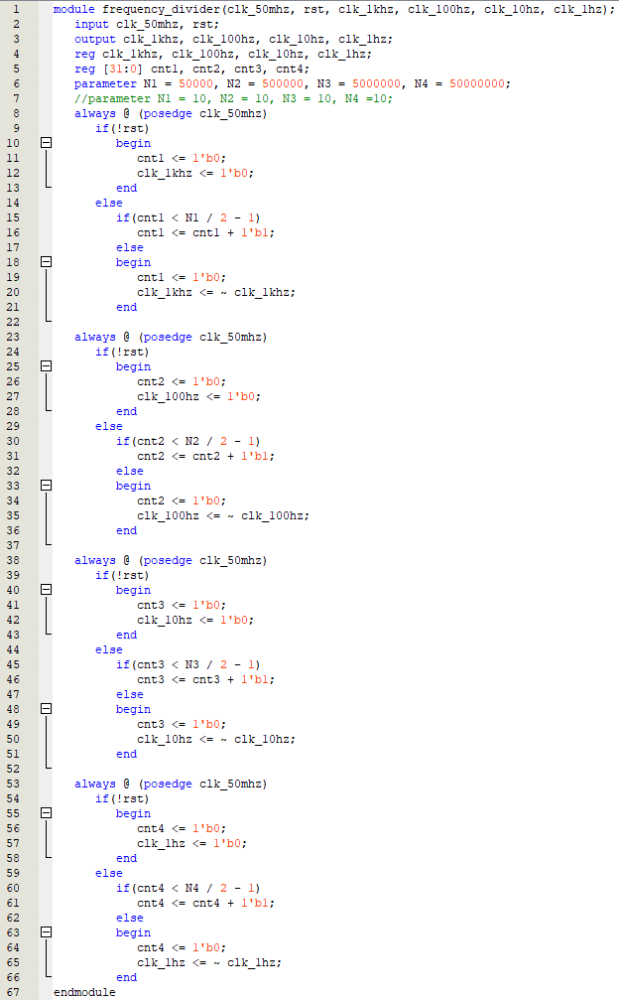 1 module frequency_divider(clk_50mhz, rst, clk_1khz, clk_100hz, clk_10hz, clk_1hz);
2 input clk_50mhz, rst;
3 output clk_1khz, clk_100hz, clk_10hz, clk_1hz;
4 reg clk_1khz, clk_100hz, clk_10hz, clk_1hz;
5 reg [31:0] cnt1, cnt2, cnt3, cnt4;
6 parameter N1 = 50000, N2 = 500000, N3 = 5000000, N4 = 50000000;
7 //parameter N1 = 10, N2 = 10, N3 = 10, N4 =10;
8 always @ (posedge clk_50mhz)
9 if(!rst)
10 begin
11 cnt1 <= 1'b0;
12 clk_1khz <= 1'b0;
13 end
14 else
15 if(cnt1 < N1 / 2 - 1)
16 cnt1 <= cnt1 + 1'b1;
17 else
18 begin
19 cnt1 <= 1'b0;
20 clk_1khz <= ~ clk_1khz;
21 end
22
23 always @ (posedge clk_50mhz)
24 if(!rst)
25 begin
26 cnt2 <= 1'b0;
27 clk_100hz <= 1'b0;
28 end
29 else
30 if(cnt2 < N2 / 2 - 1)
31 cnt2 <= cnt2 + 1'b1;
32 else
33 begin
34 cnt2 <= 1'b0;
35 clk_100hz <= ~ clk_100hz;
36 end
37
38 always @ (posedge clk_50mhz)
39 if(!rst)
40 begin
41 cnt3 <= 1'b0;
42 clk_10hz <= 1'b0;
43 end
44 else
45 if(cnt3 < N3 / 2 - 1)
46 cnt3 <= cnt3 + 1'b1;
47 else
48 begin
49 cnt3 <= 1'b0;
50 clk_10hz <= ~ clk_10hz;
51 end
52
53 always @ (posedge clk_50mhz)
54 if(!rst)
55 begin
56 cnt4 <= 1'b0;
57 clk_1hz <= 1'b0;
58 end
59 else
60 if(cnt4 < N4 / 2 - 1)
61 cnt4 <= cnt4 + 1'b1;
62 else
63 begin
64 cnt4 <= 1'b0;
65 clk_1hz <= ~ clk_1hz;
66 end
67 endmodule